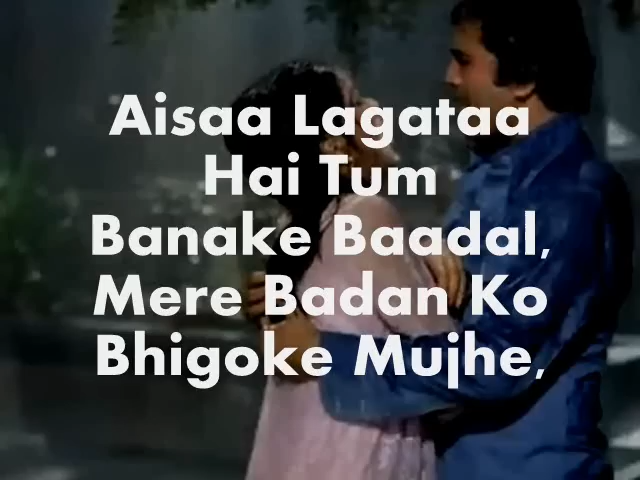 Aisaa Lagataa
Hai Tum
Banake Baadal,
Mere Badan Ko
Bhigoke Mujhe,